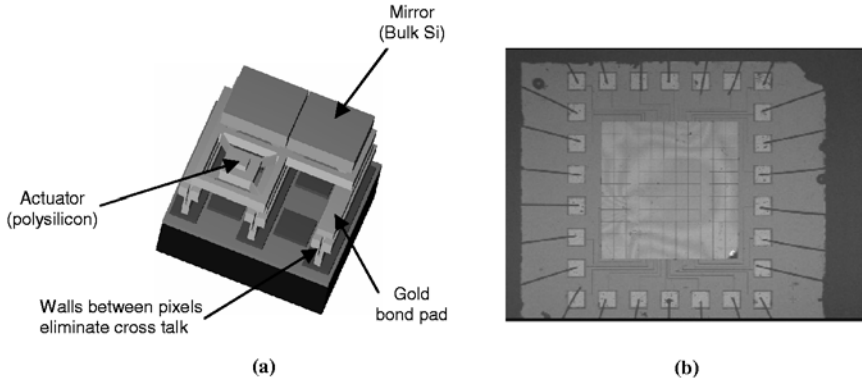 Mirror
(Bulk Si)
Actuator
(polysilicon)
Walls between pixels
eliminate cross talk
Gold
bond pad
(a)
(b)